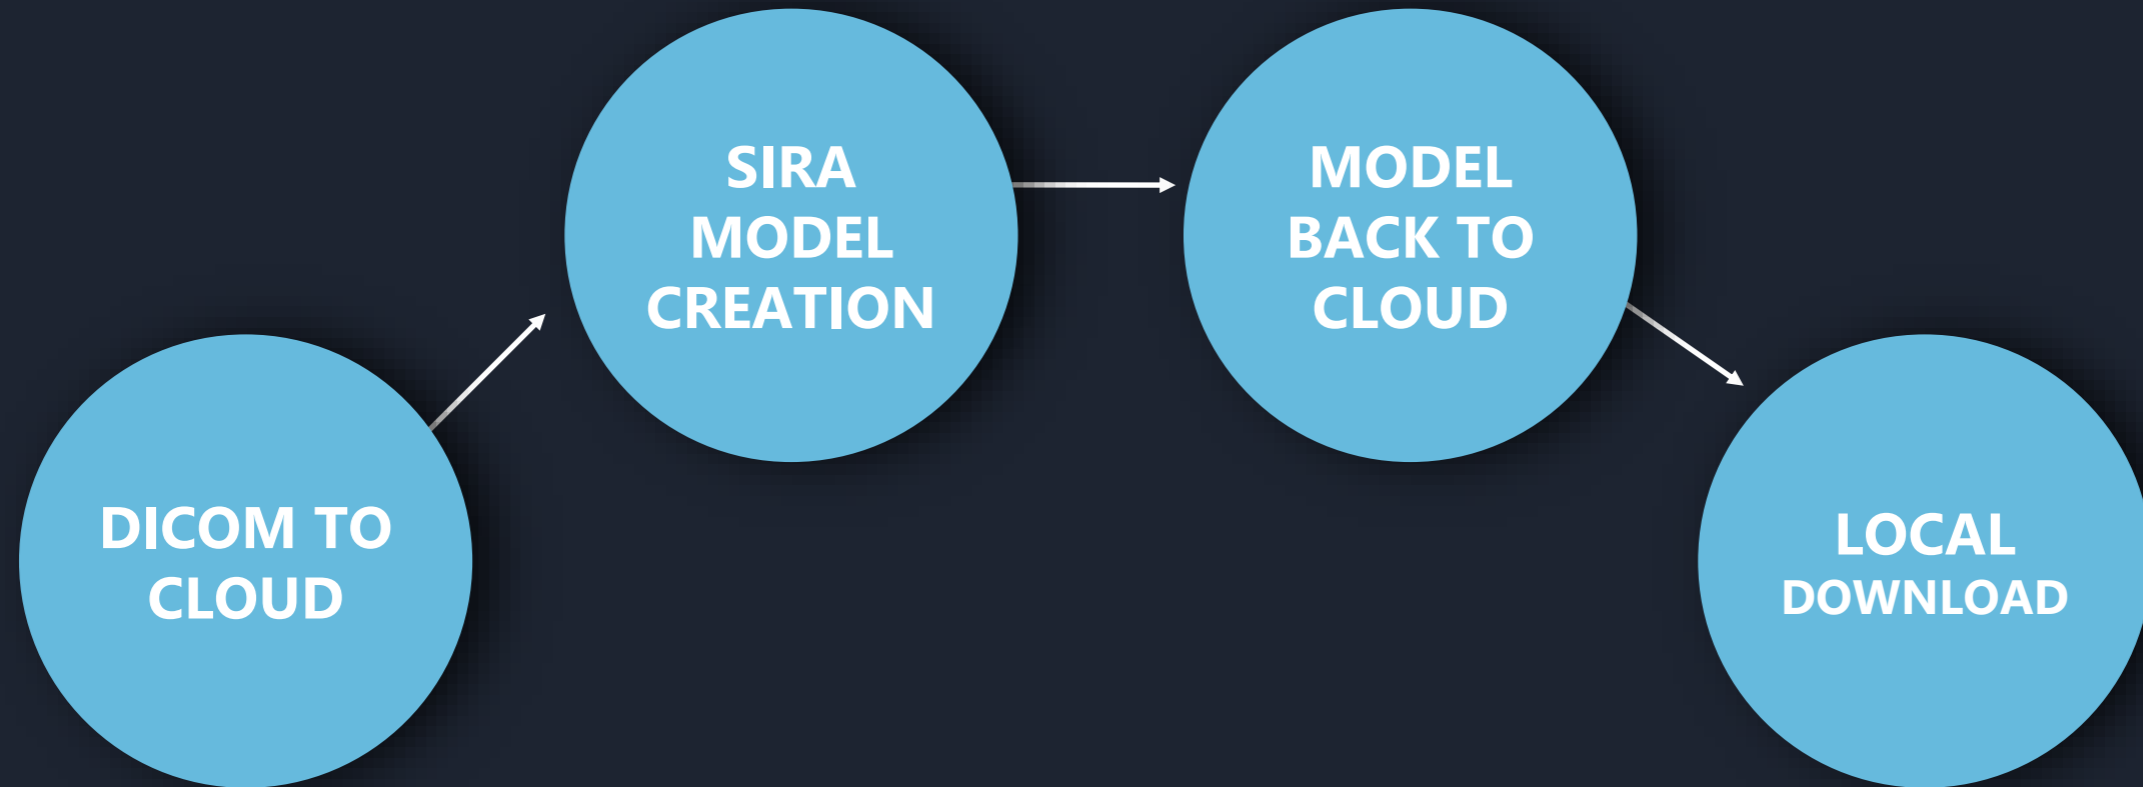 DICOM TO
CLOUD
SIRA
MODEL
CREATION
MODEL
BACK TO
CLOUD
LOCAL
DOWNLOAD